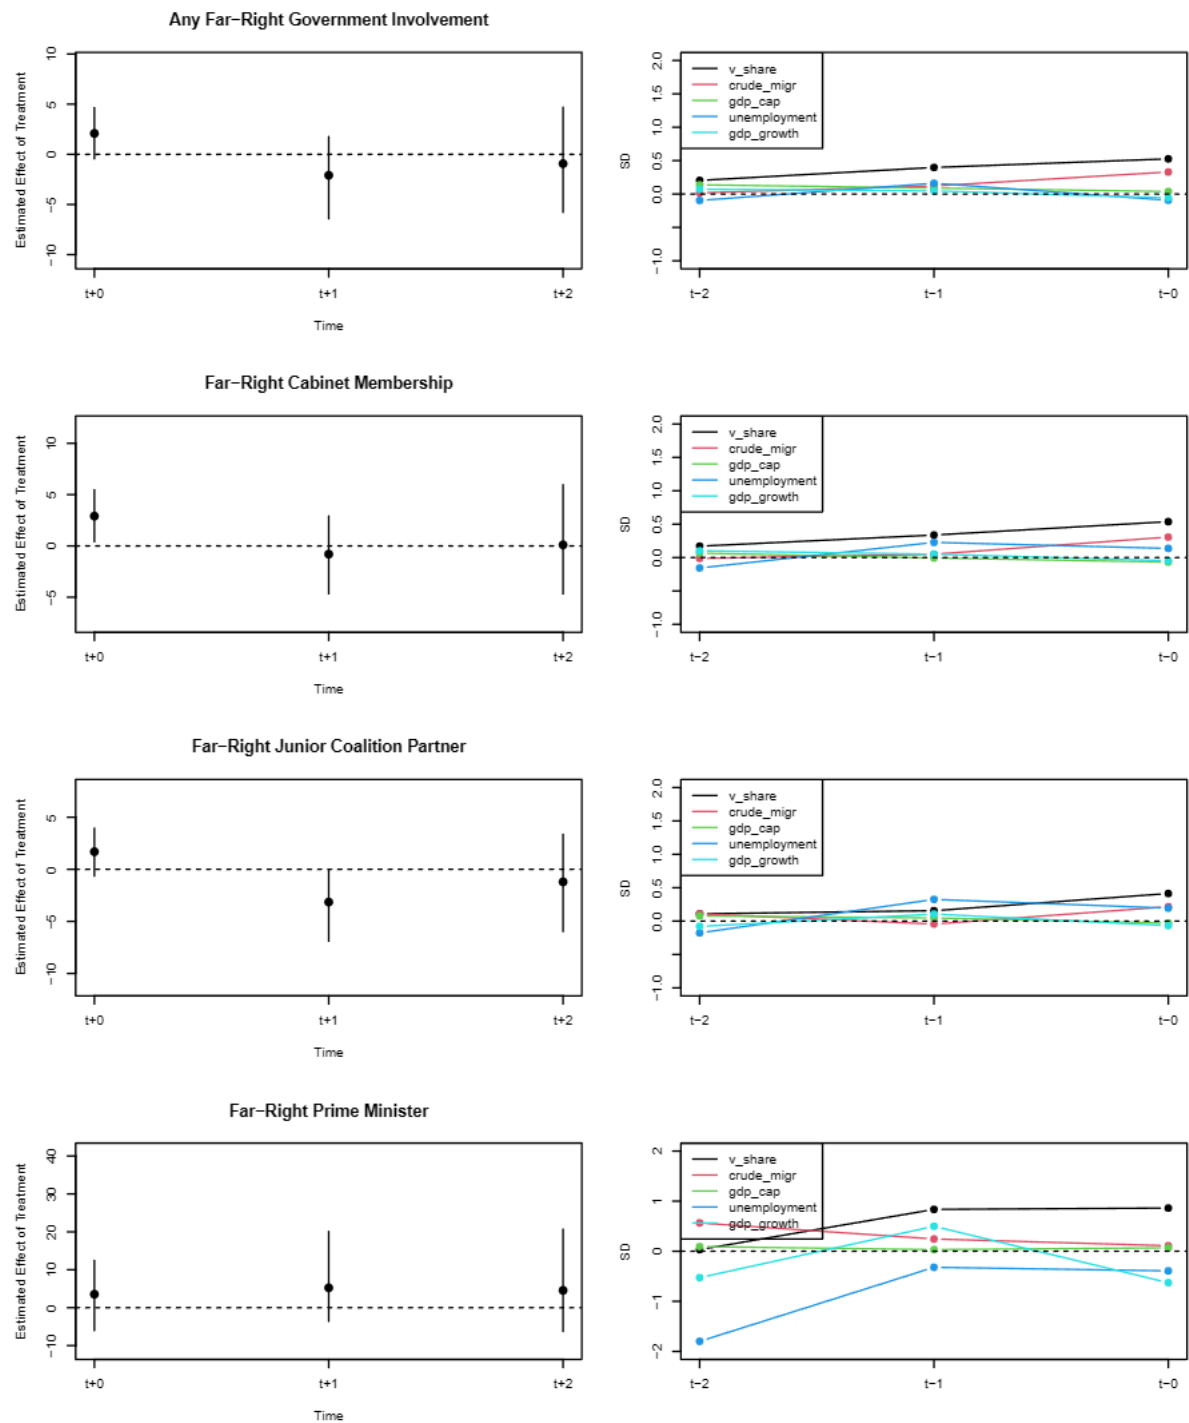 Any Far−Right Government Involvement
Estimated Effect of Treatment
10
5
0
−5
−10
t+0
t+1
t+2
Time
SD
2.0
1.5
1.0
0.5
0.0
−1.0
v_share
crude_migr
gdp_cap
unemployment
gdp_growth
t−2
t−1
t−0
Far−Right Cabinet Membership
Estimated Effect of Treatment
10
5
0
−5
t+0
t+1
t+2
Time
SD
2.0
1.5
1.0
0.5
0.0
−1.0
v_share
crude_migr
gdp_cap
unemployment
gdp_growth
t−2
t−1
t−0
Far−Right Junior Coalition Partner
Estimated Effect of Treatment
5
0
−5
−10
t+0
t+1
t+2
Time
SD
2.0
1.5
1.0
0.5
0.0
−1.0
v_share
crude_migr
gdp_cap
unemployment
gdp_growth
t−2
t−1
t−0
Far−Right Prime Minister
Estimated Effect of Treatment
40
30
20
10
0
−10
t+0
t+1
t+2
Time
SD
2
1
0
−1
−2
v_share
crude_migr
gdp_cap
unemployment
gdp_growth
t−2
t−1
t−0